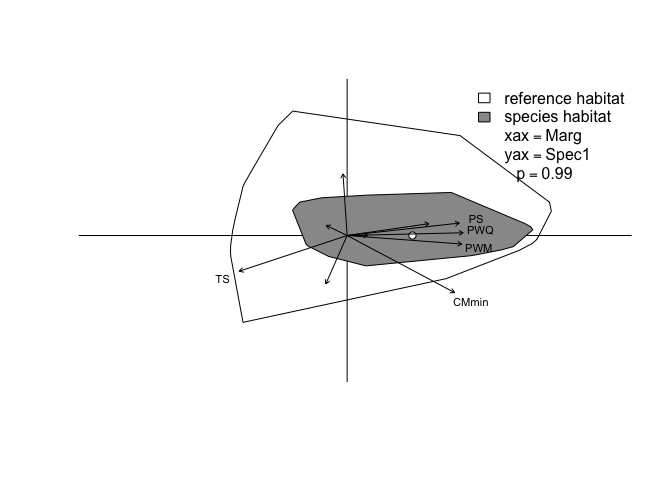 reference habitat
species habitat
xax = Marg
yax = Spec1
p = 0.99
PS
PWQ
PWM
TS
CMmin